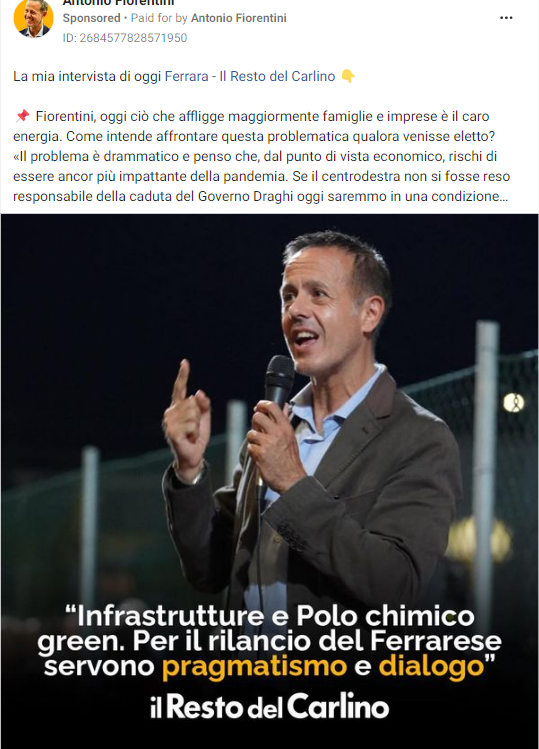 Antonio Fiorentini
Sponsored • Paid for by Antonio Fiorentini
ID: 2684577828571950
La mia intervista di oggi Ferrara - Il Resto del Carlino 👇
📌 Fiorentini, oggi ciò che affligge maggiormente famiglie e imprese è il caro
energia. Come intende affrontare questa problematica qualora venisse eletto?
«Il problema è drammatico e penso che, dal punto di vista economico, rischi di
essere ancor più impattante della pandemia. Se il centrodestra non si fosse reso
responsabile della caduta del Governo Draghi oggi saremmo in una condizione...
“Infrastrutture e Polo chimico
green. Per il rilancio del Ferrarese
servono pragmatismo e dialogo”
il Resto del Carlino